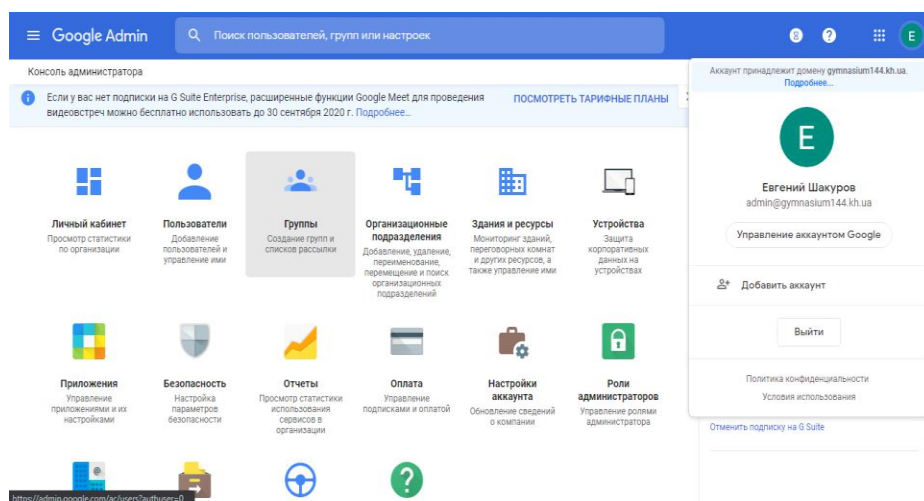 Google Admin
Поиск пользователей, групп или настроек
E
Консоль администратора
Если у вас нет подписки на G Suite Enterprise, расширенные функции Google Meet для проведения
видеовстреч можно бесплатно использовать до 30 сентября 2020 г. Подробнее...
ПОСМОТРЕТЬ ТАРИФНЫЕ ПЛАНЫ
Аккаунт принадлежит домену gymnasium144.kh.ua.
Подробнее...
E
Евгений Шакуров
admin@gymnasium144.kh.ua
Управление аккаунтом Google
Добавить аккаунт
Выйти
Политика конфиденциальности
Условия использования
Отменить подписку на G Suite
Личный кабинет
Просмотр статистики
по организации
Пользователи
Добавление
пользователей и
управление ими
Группы
Создание групп и
списков рассылки
Организационные
подразделения
Добавление, удаление,
переименование,
перемещение и поиск
организационных
подразделений
Здания и ресурсы
Мониторинг зданий,
переговорных комнат
и других ресурсов, а
также управление ими
Устройства
Защита
корпоративных
данных на
устройствах
Приложения
Управление
приложениями и их
настройками
Безопасность
Настройка
параметров
безопасности
Отчеты
Просмотр статистики
использования
сервисов в
организации
Оплата
Управление
подписками и оплатой
Настройки
аккаунта
Обновление сведений
о компании
Роли
администраторов
Управление ролями
администратора
https://admin.google.com/ac/users?authuser=0